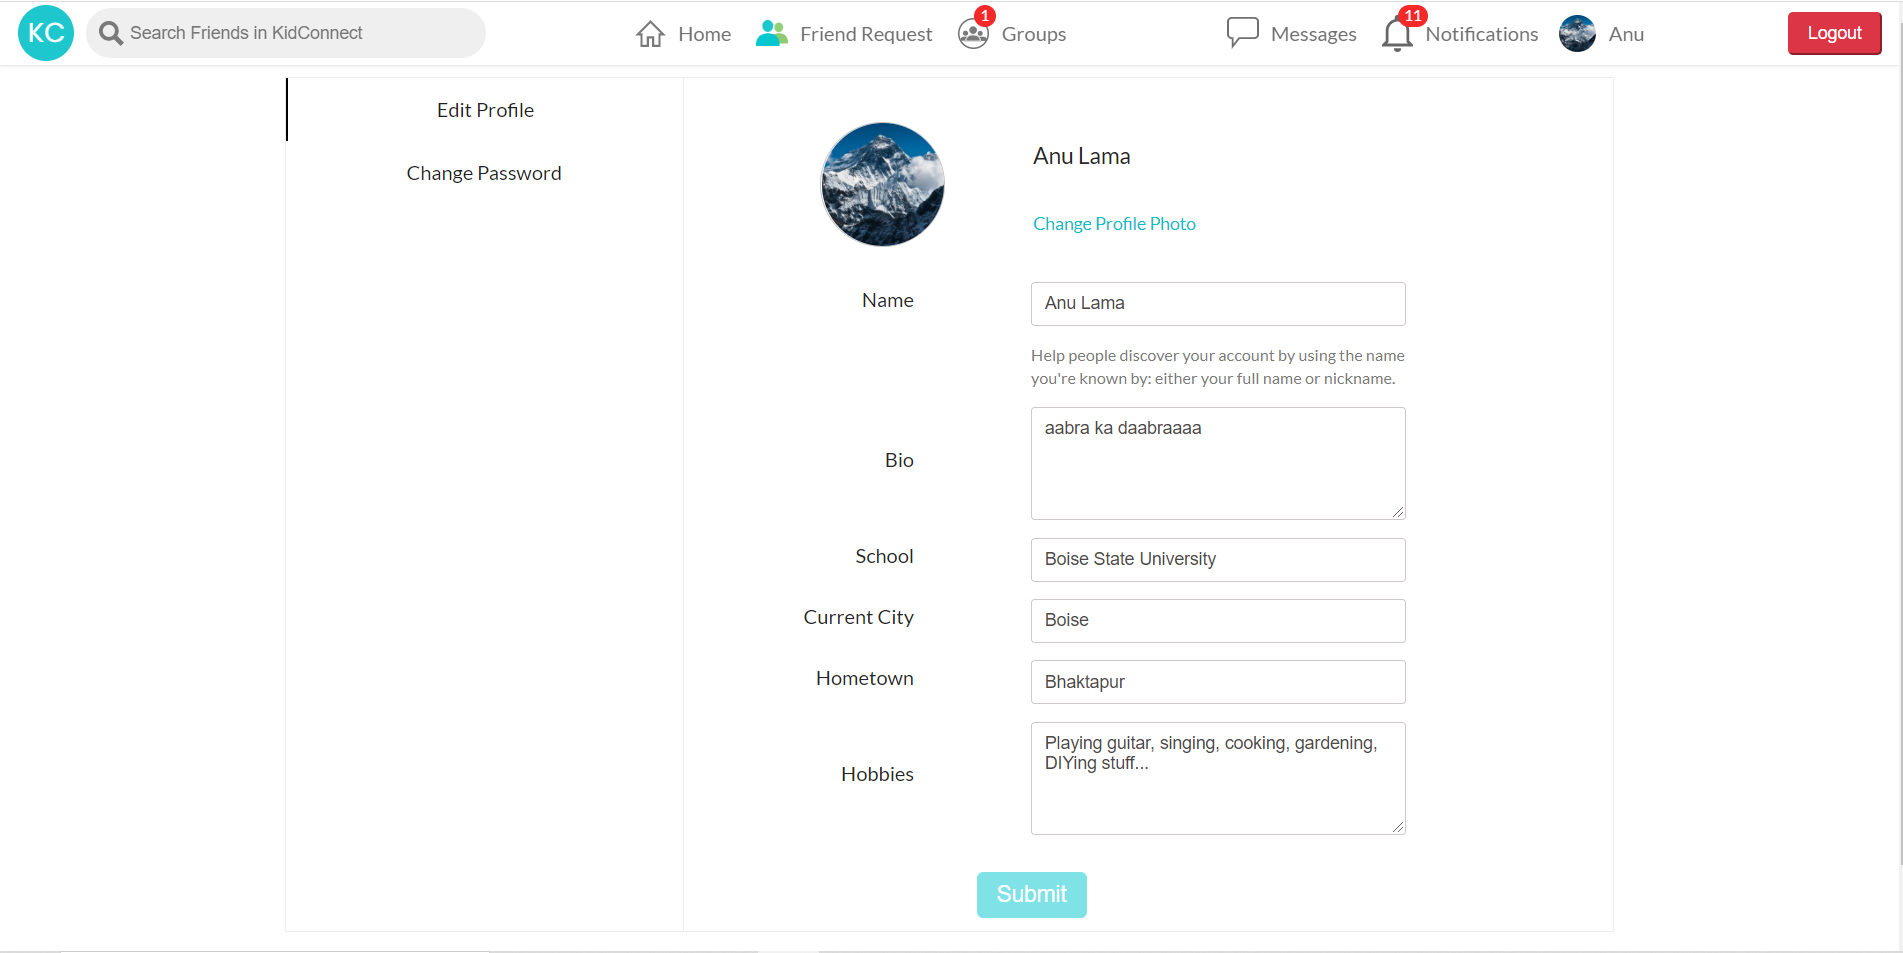 KC
Search Friends in KidConnect
Home
Friend Request
1
Groups
Messages
11
Notifications
Anu
Logout
Edit Profile
Change Password
Anu Lama
Change Profile Photo
Name
Anu Lama
Help people discover your account by using the name
you're known by: either your full name or nickname.
Bio
aabra ka daabraaaa
School
Boise State University
Current City
Boise
Hometown
Bhaktapur
Hobbies
Playing guitar, singing, cooking, gardening,
DIYing stuff...
Submit